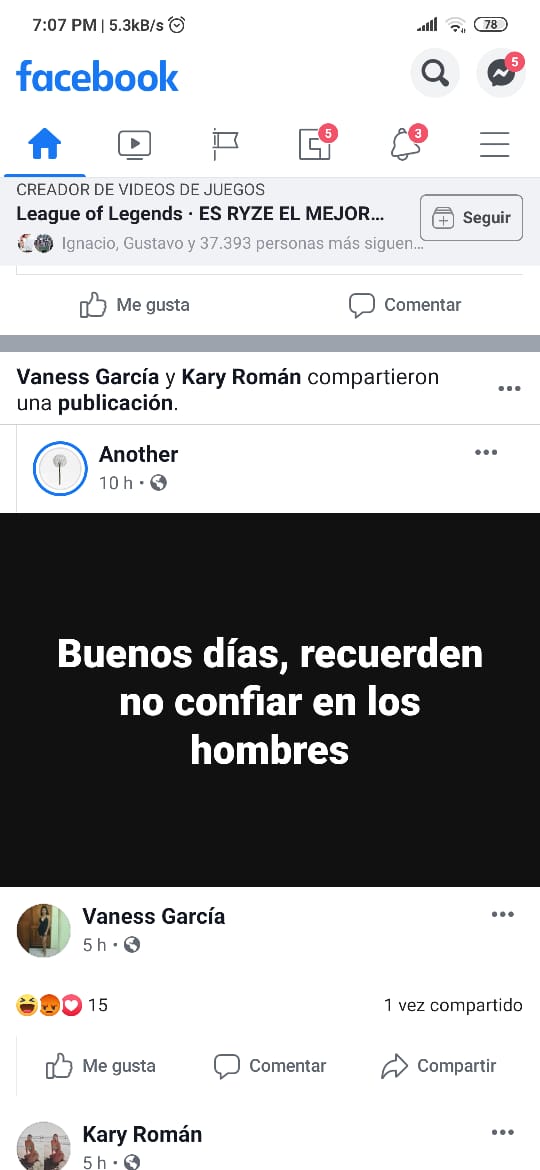 7:07 PM | 5.3kB/s
78
facebook
5
5
3
CREADOR DE VIDEOS DE JUEGOS
League of Legends · ES RYZE EL MEJOR...
Seguir
Ignacio, Gustavo y 37.393 personas más siguen...
Me gusta
Comentar
Vaness García y Kary Román compartieron
una publicación.
Another
10 h ·
Buenos días, recuerden
no confiar en los
hombres
Vaness García
5 h ·
15
1 vez compartido
Me gusta
Comentar
Compartir
Kary Román
5 h ·